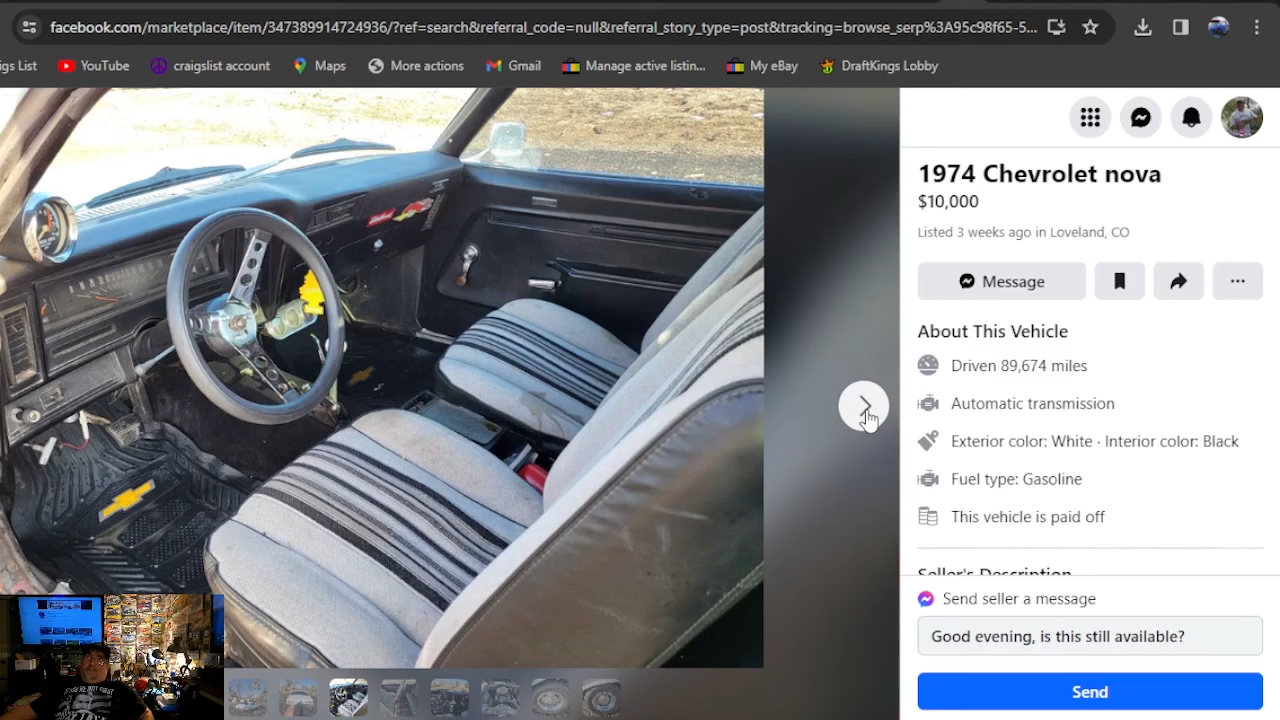 facebook.com/marketplace/item/347389914724936/?ref=search&referral_code=null&referral_story_type=post&tracking=browse_serp%3A95c98f65-5...
igs List YouTube craigslist account Maps More actions Gmail Manage active listin... My eBay DraftKings Lobby
1974 Chevrolet nova
$10,000
Listed 3 weeks ago in Loveland, CO
Message
About This Vehicle
Driven 89,674 miles
Automatic transmission
Exterior color: White · Interior color: Black
Fuel type: Gasoline
This vehicle is paid off
Seller's Description
Send seller a message
Good evening, is this still available?
Send